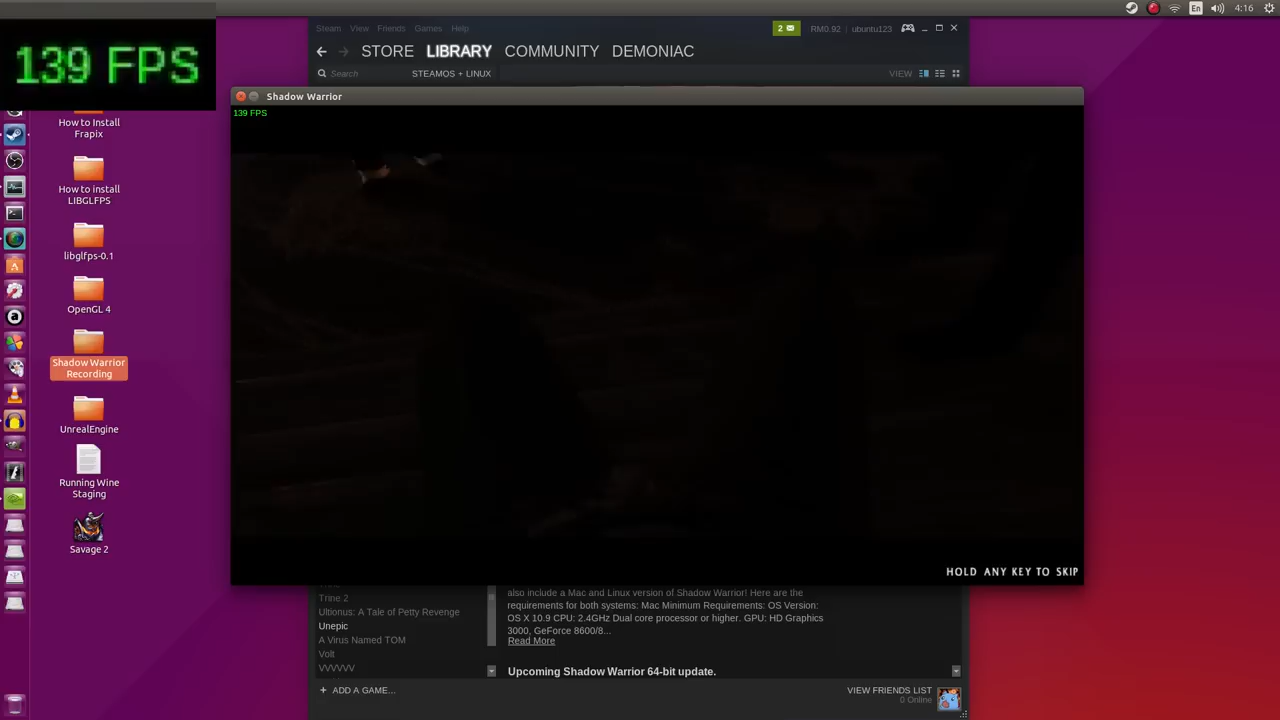 En
4:16
139 FPS
Steam View Friends Games Help
2
RM0.92
ubuntu123
STORE LIBRARY COMMUNITY DEMONIAC
Search
STEAMOS + LINUX
VIEW
Shadow Warrior
139 FPS
How to Install
Frapix
How to install
LIBGLFPS
libglfps-0.1
OpenGL 4
Shadow Warrior
Recording
UnrealEngine
Running Wine
Staging
Savage 2
HOLD ANY KEY TO SKIP
Trine 2
Ultionus: A Tale of Petty Revenge
Unepic
A Virus Named TOM
Volt
VVVVVV
also include a Mac and Linux version of Shadow Warrior! Here are the
requirements for both systems: Mac Minimum Requirements: OS Version:
OS X 10.9 CPU: 2.4GHz Dual core processor or higher. GPU: HD Graphics
3000, GeForce 8600/8...
Read More
Upcoming Shadow Warrior 64-bit update.
+ ADD A GAME...
VIEW FRIENDS LIST
0 Online